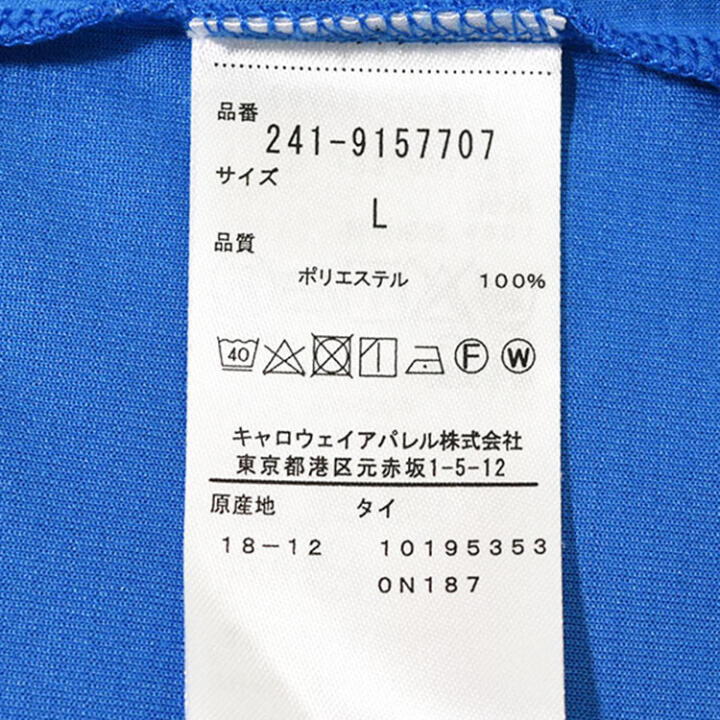 品番
241-9157707
サイズ
L
品質
ポリエステル 100%
40 F W
キャロウェイアパレル株式会社
東京都港区元赤坂1-5-12
原産地 タイ
18-12 10195353
0N187